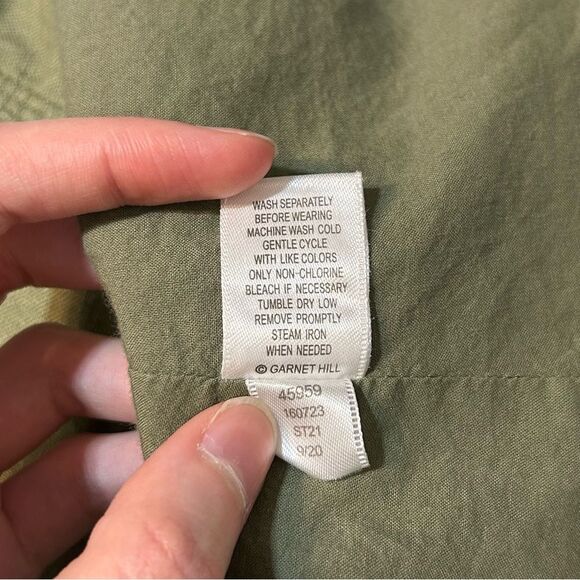 WASH SEPARATELY
BEFORE WEARING
MACHINE WASH COLD
GENTLE CYCLE
WITH LIKE COLORS
ONLY NON-CHLORINE
BLEACH IF NECESSARY
TUMBLE DRY LOW
REMOVE PROMPTLY
STEAM IRON
WHEN NEEDED
© GARNET HILL
45959
160723
ST21
9/20